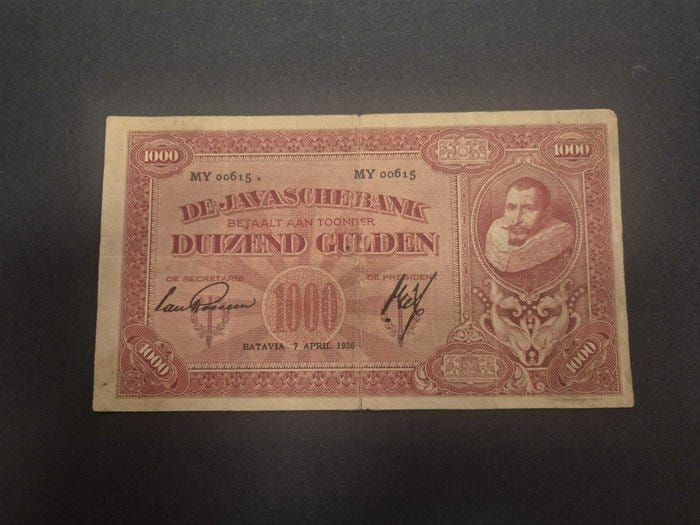 1000 1000
MY 00615 MY 00615
DE JAVASCHE BANK
BETAALT AAN TOONDER
DUIZEND GULDEN
DE SECRETARIS DE PRESIDENT
1000
BATAVIA 7 APRIL 1926
1000 1000